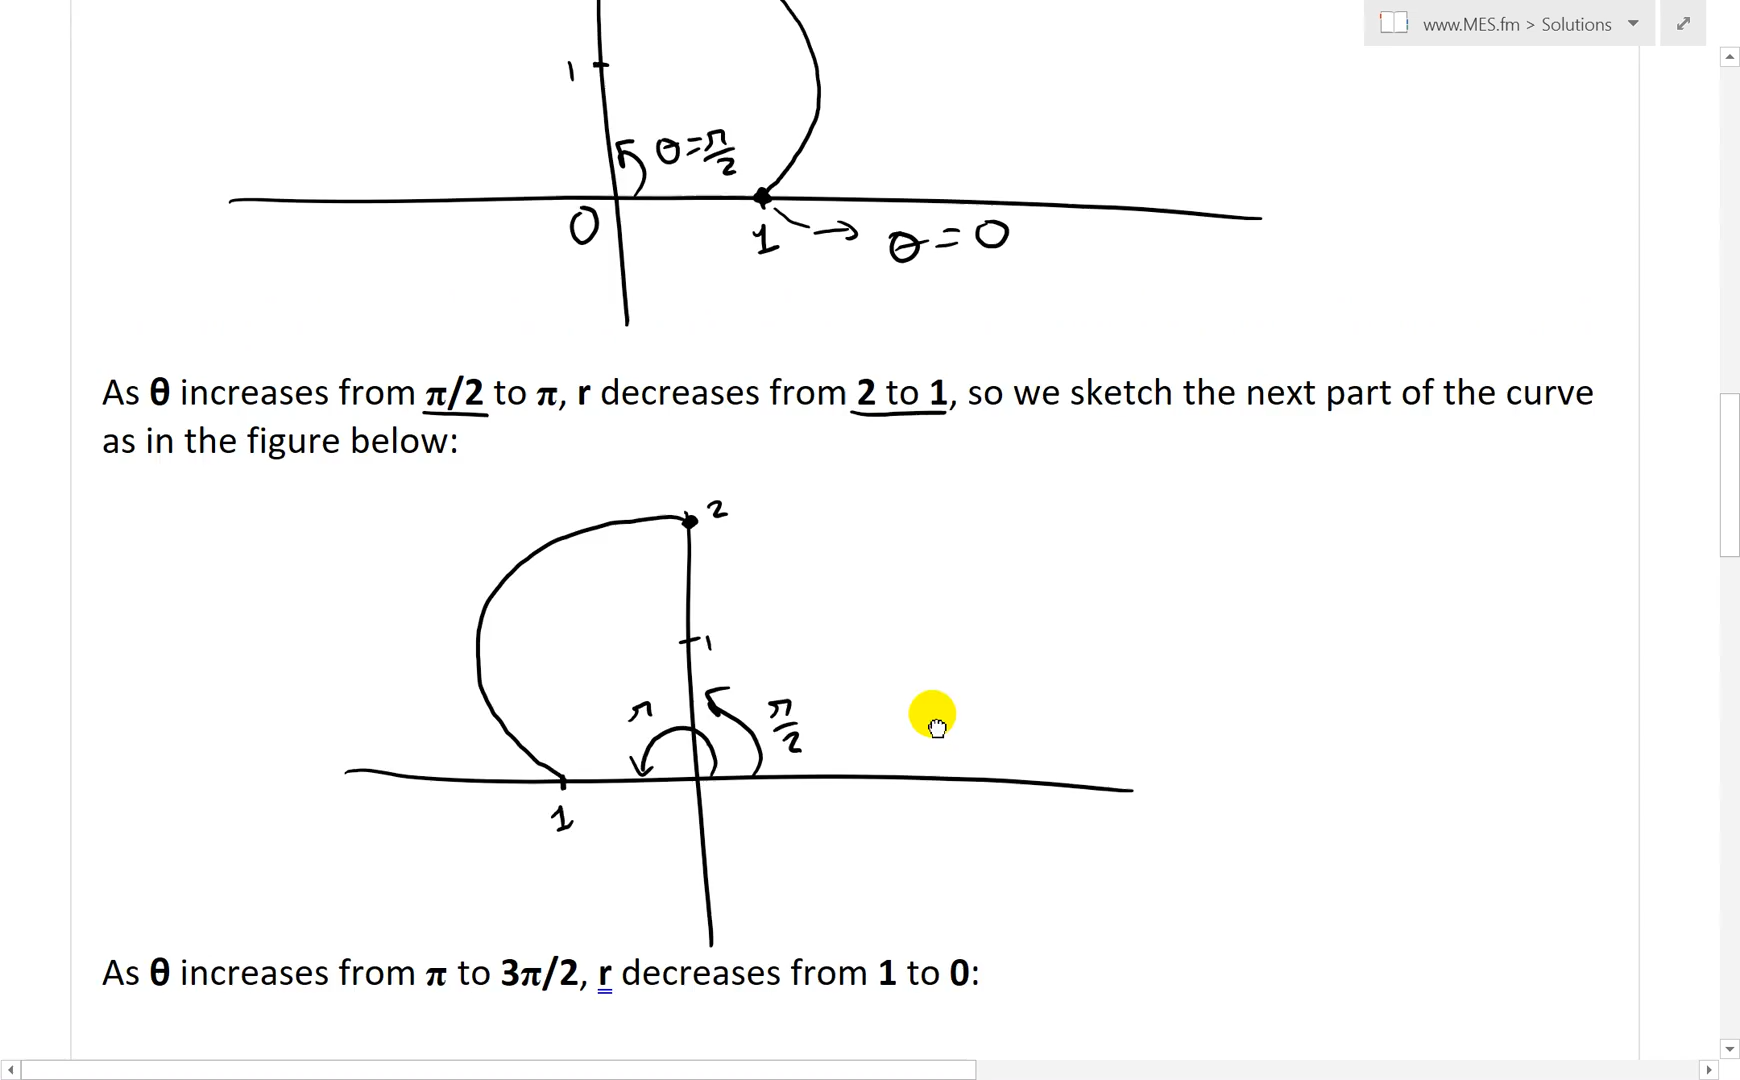 www.MES.fm > Solutions
1
θ=π/2
0
1
→ θ=0
As θ increases from π/2 to π, r decreases from 2 to 1, so we sketch the next part of the curve
as in the figure below:
2
1
π
π/2
1
As θ increases from π to 3π/2, r decreases from 1 to 0: